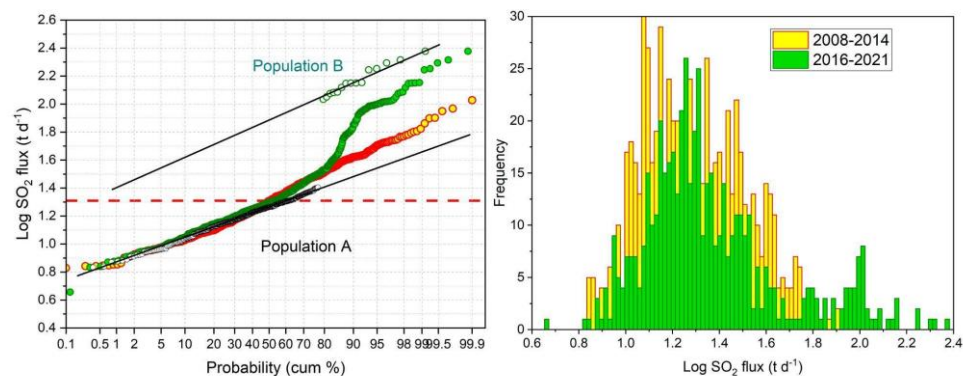 2.6
2.4
2.2
2.0
1.8
1.6
1.4
1.2
1.0
0.8
0.6
0.4
Log SO2 flux (t d-1)
Population B
Population A
0.1 0.5 1 2 5 10 20 30 40 50 60 70 80 90 95 98 99 99.5 99.9
Probability (cum %)
30
25
20
15
10
5
0
Frequency
2008-2014
2016-2021
0.6 0.8 1.0 1.2 1.4 1.6 1.8 2.0 2.2 2.4
Log SO2 flux (t d-1)